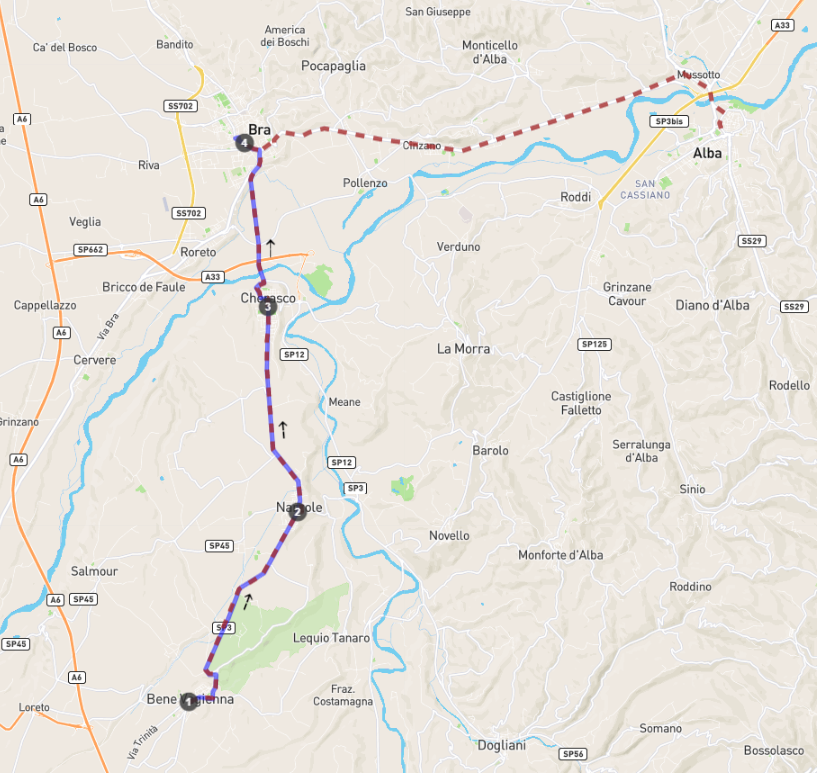 San Giuseppe
America
dei Boschi
A33
Ca' del Bosco
Bandito
Monticello
d'Alba
Pocapaglia
Mussotto
SS702
A6
SP3bis
Bra
4
Cinzano
Alba
Riva
Pollenzo
SAN
CASSIANO
Roddi
A6
SS702
Veglia
SS29
SP662
Roreto
Verduno
A33
Bricco de Faule
Grinzane
Cavour
Cherasco
3
Cappellazzo
Diano d'Alba
SS29
Via Bra
A6
SP125
La Morra
SP12
Cervere
Rodello
Meane
Castiglione
Falletto
Grinzano
Serralunga
d'Alba
Barolo
A6
SP12
SP3
Sinio
2
Novello
SP45
Monforte d'Alba
Salmour
Roddino
A6
SP45
SP3
Lequio Tanaro
SP45
A6
Fraz.
Costamagna
Bene Vagienna
1
Loreto
Via Trinità
Somano
Dogliani
SP56
Bossolasco